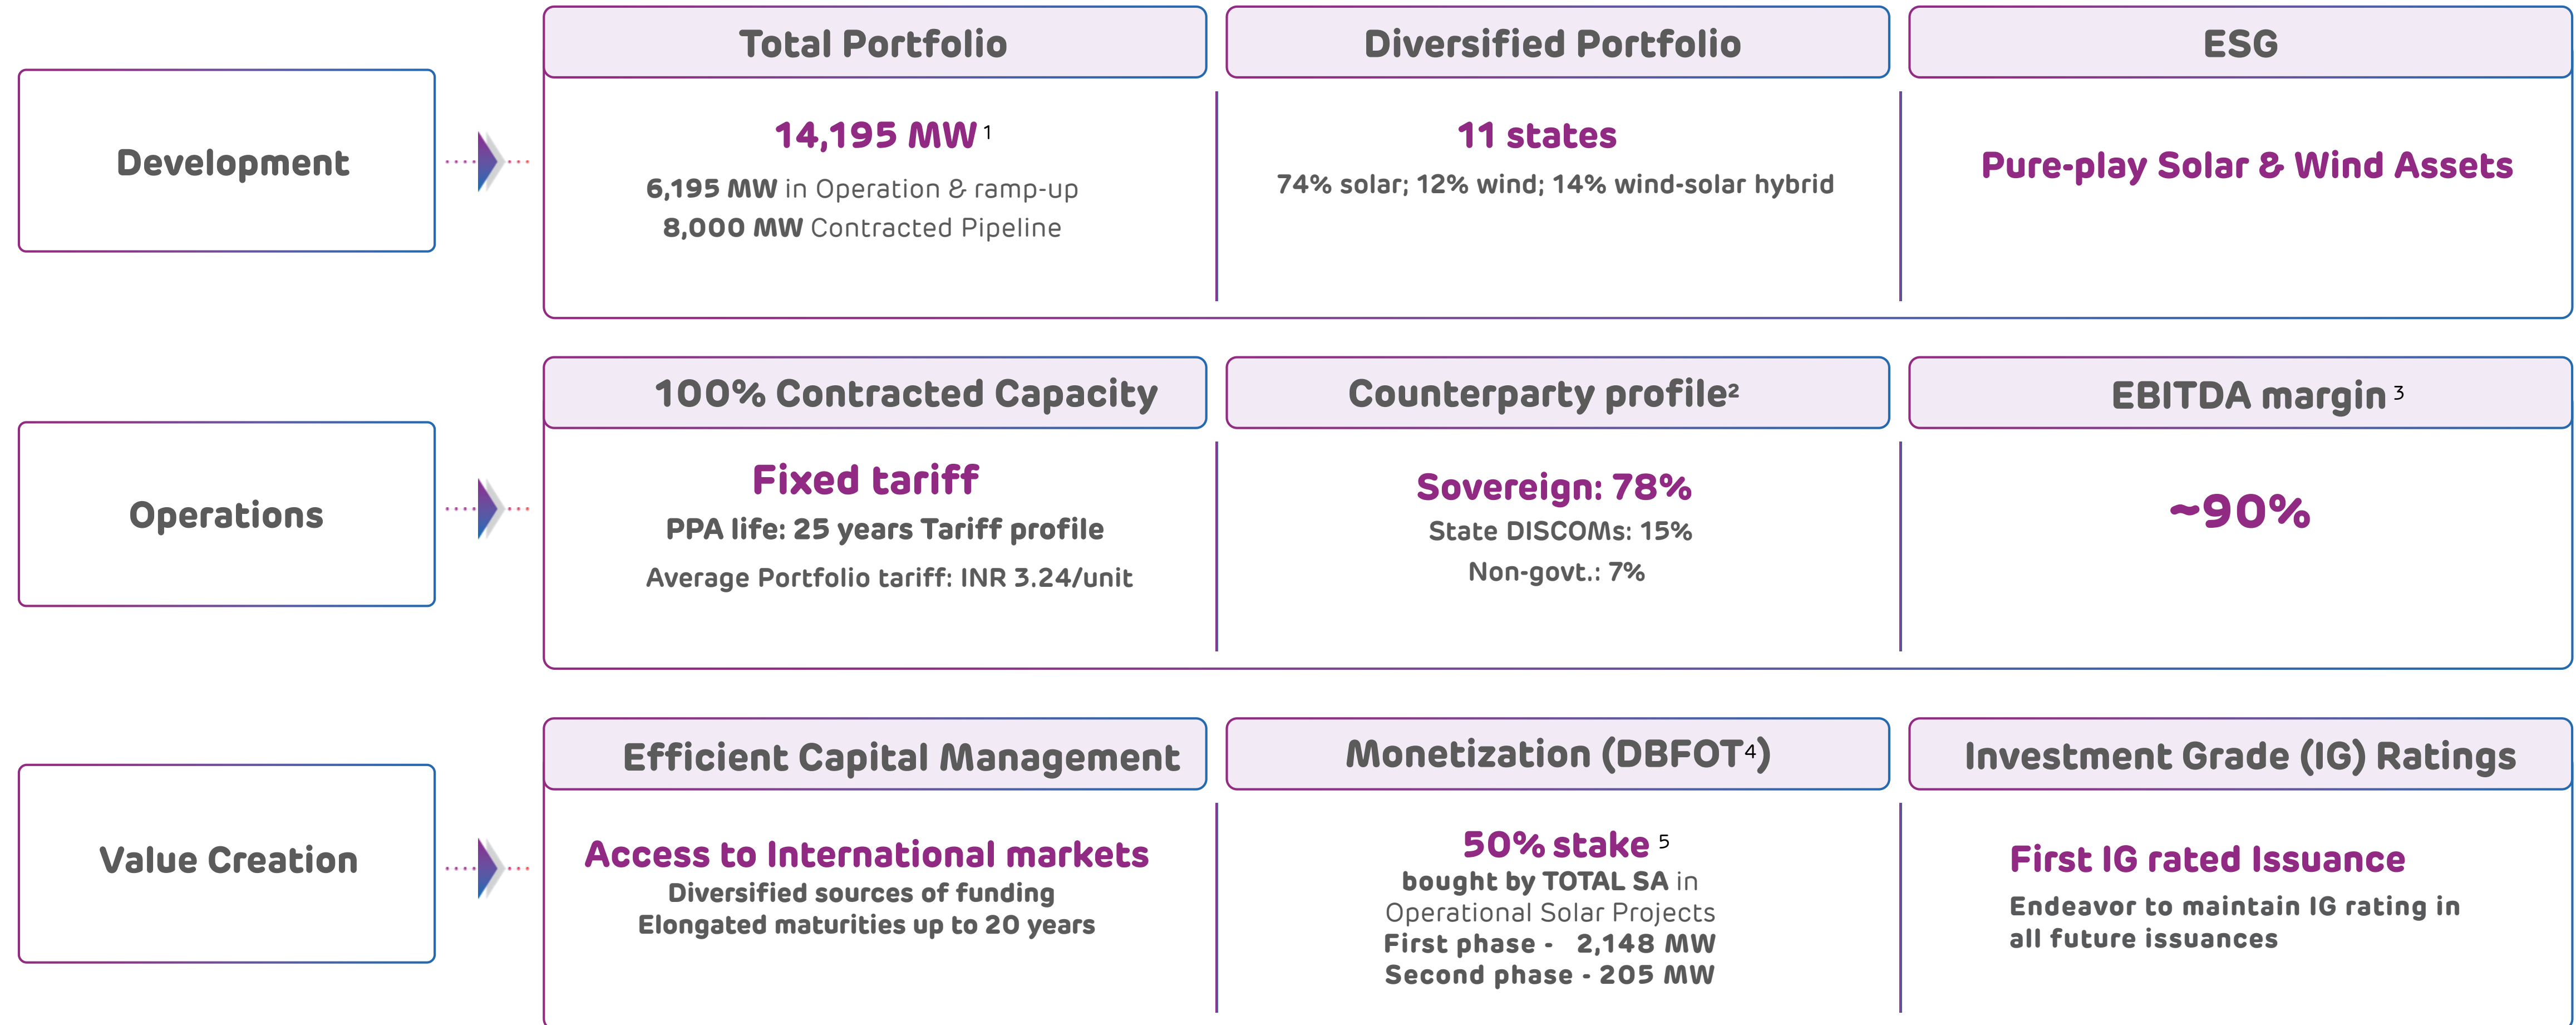 Total Portfolio
Diversified Portfolio
ESG
Development
14,195 MW 1
6,195 MW in Operation & ramp-up
8,000 MW Contracted Pipeline
11 states
74% solar; 12% wind; 14% wind-solar hybrid
Pure-play Solar & Wind Assets
100% Contracted Capacity
Counterparty profile²
EBITDA margin 3
Operations
Fixed tariff
PPA life: 25 years Tariff profile
Average Portfolio tariff: INR 3.24/unit
Sovereign: 78%
State DISCOMs: 15%
Non-govt.: 7%
~90%
Efficient Capital Management
Monetization (DBFOT4)
Investment Grade (IG) Ratings
Value Creation
Access to International markets
Diversified sources of funding
Elongated maturities up to 20 years
50% stake 5
bought by TOTAL SA in
Operational Solar Projects
First phase - 2,148 MW
Second phase - 205 MW
First IG rated Issuance
Endeavor to maintain IG rating in
all future issuances